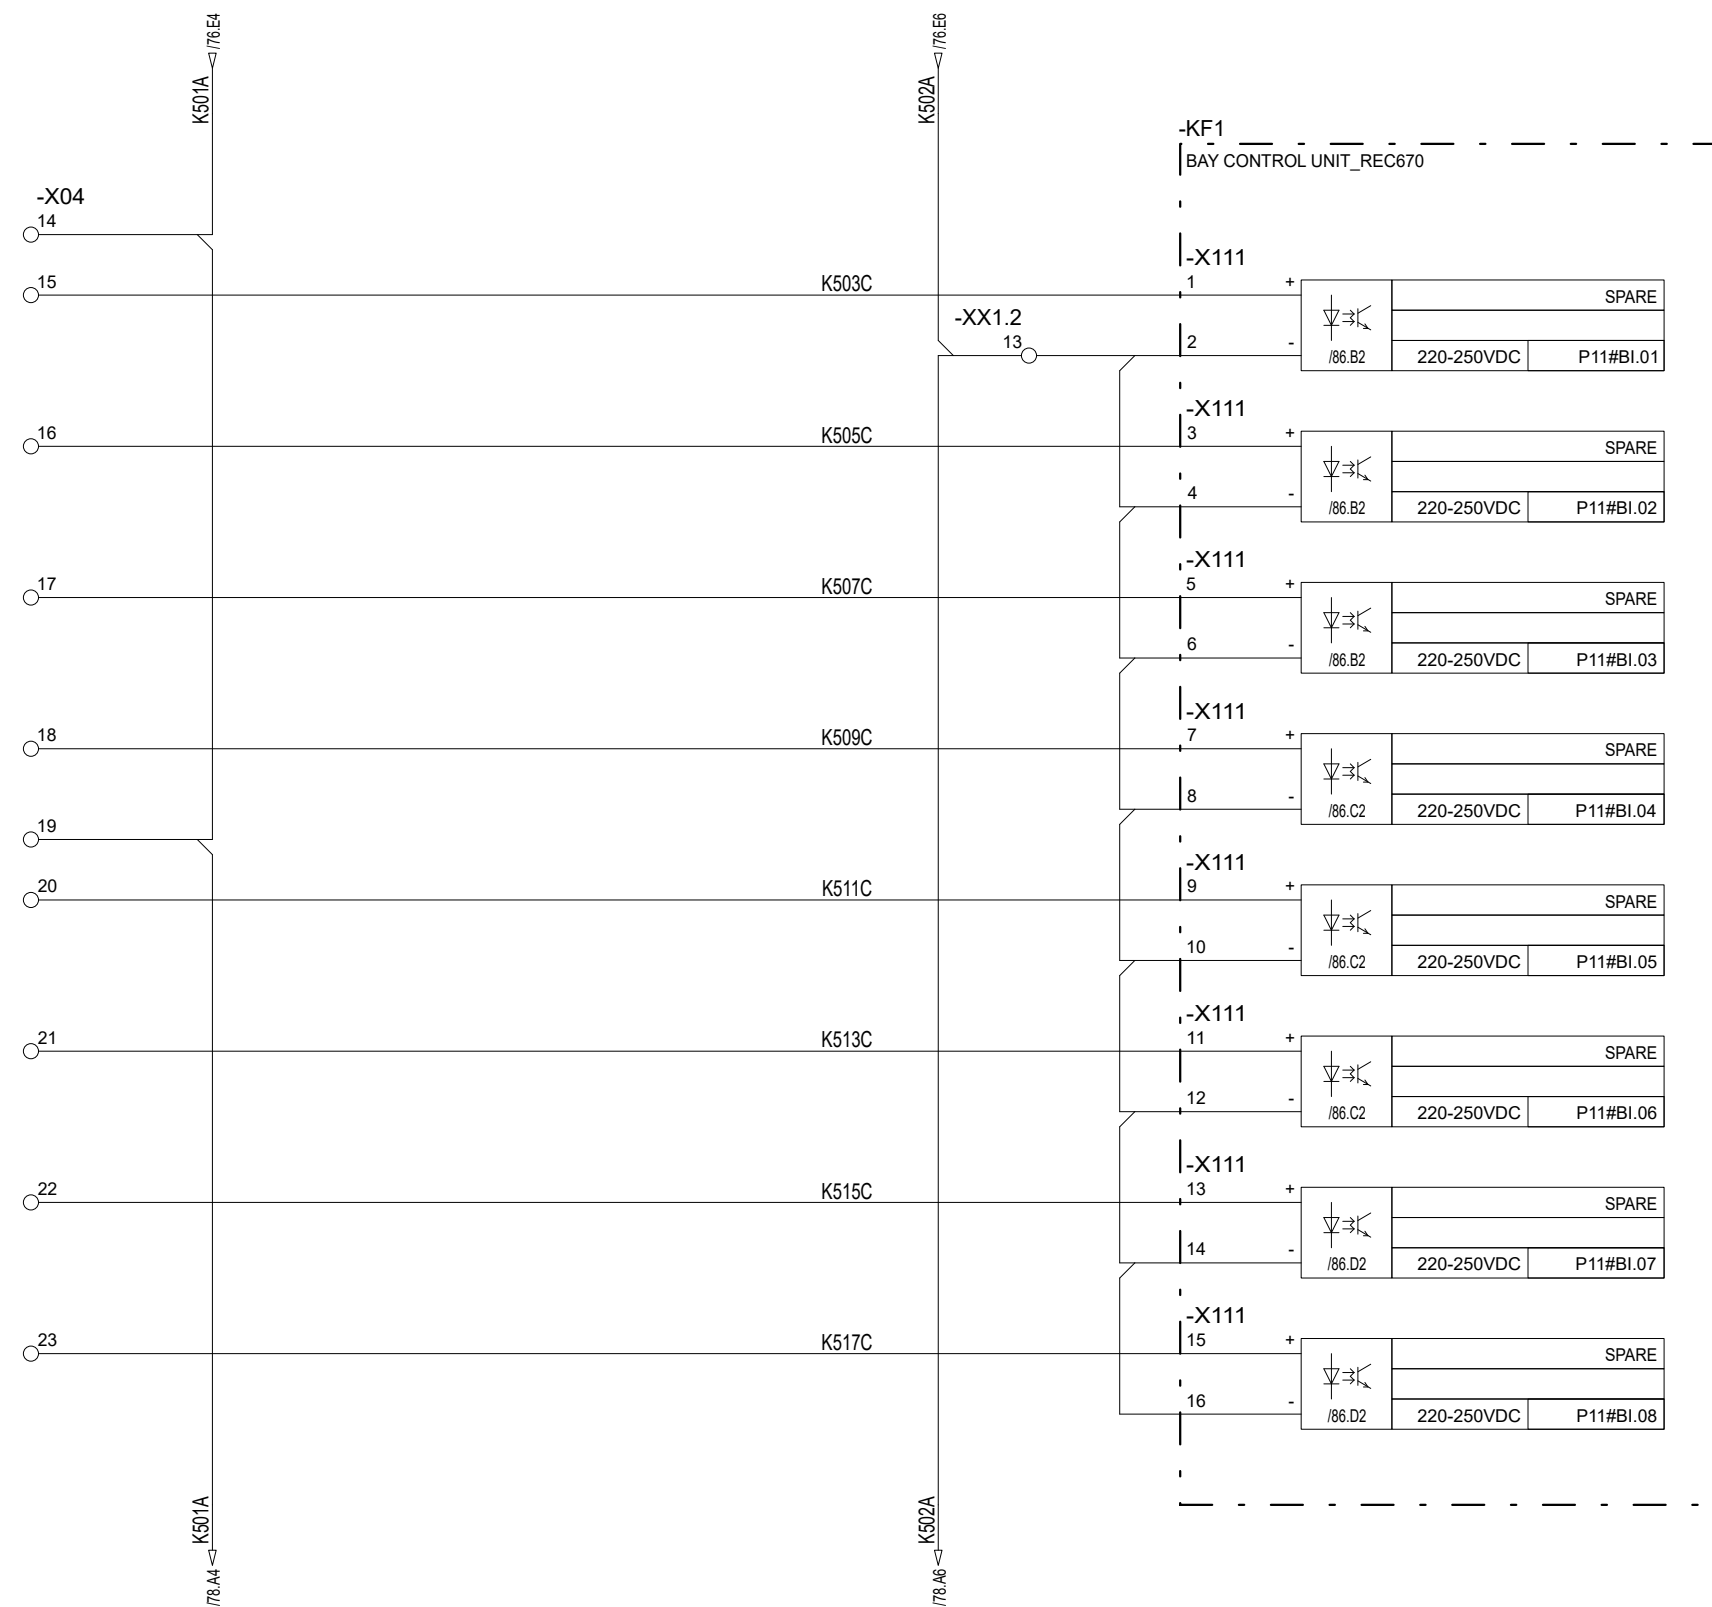 /76.E4
/76.E6
K501A
K502A
-KF1
BAY CONTROL UNIT_REC670
-X04
14
-X111
15
K503C
1
+
SPARE
-XX1.2
13
2
-
/86.B2
220-250VDC
P11#BI.01
-X111
16
K505C
3
+
SPARE
4
-
/86.B2
220-250VDC
P11#BI.02
-X111
17
K507C
5
+
SPARE
6
-
/86.B2
220-250VDC
P11#BI.03
-X111
18
K509C
7
+
SPARE
8
-
/86.C2
220-250VDC
P11#BI.04
19
-X111
20
K511C
9
+
SPARE
10
-
/86.C2
220-250VDC
P11#BI.05
-X111
21
K513C
11
+
SPARE
12
-
/86.C2
220-250VDC
P11#BI.06
-X111
22
K515C
13
+
SPARE
14
-
/86.D2
220-250VDC
P11#BI.07
-X111
23
K517C
15
+
SPARE
16
-
/86.D2
220-250VDC
P11#BI.08
K501A
K502A
/78.A4
/78.A6